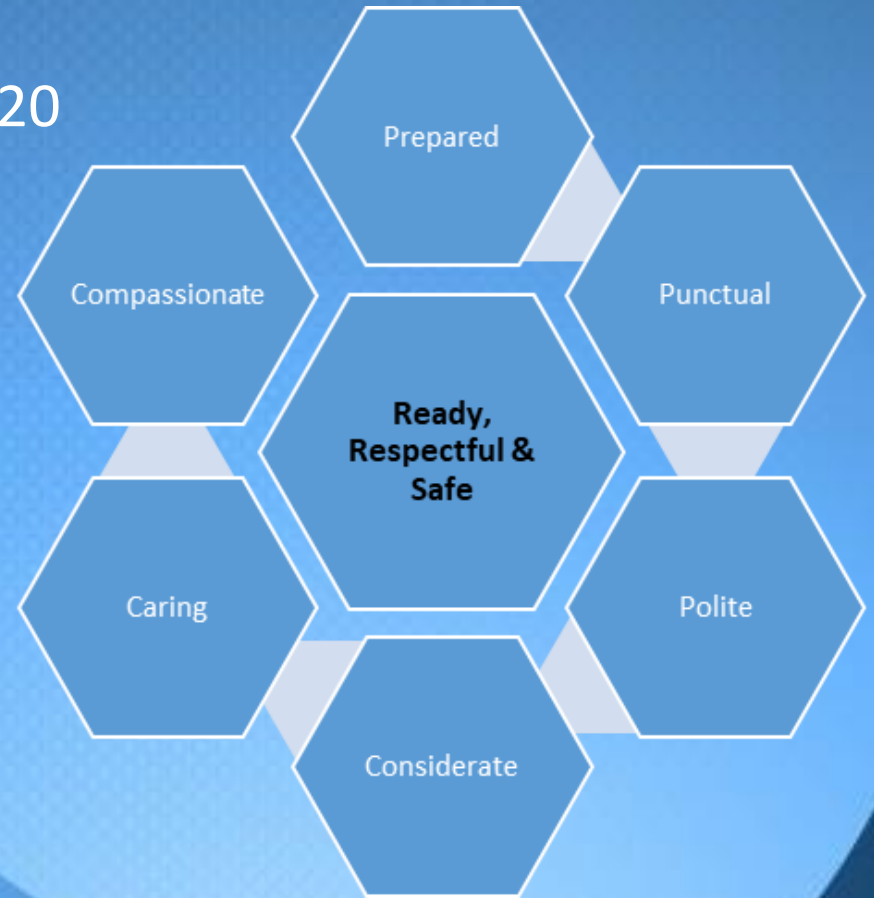 20
Prepared
Punctual
Polite
Considerate
Caring
Compassionate
Ready,
Respectful &
Safe